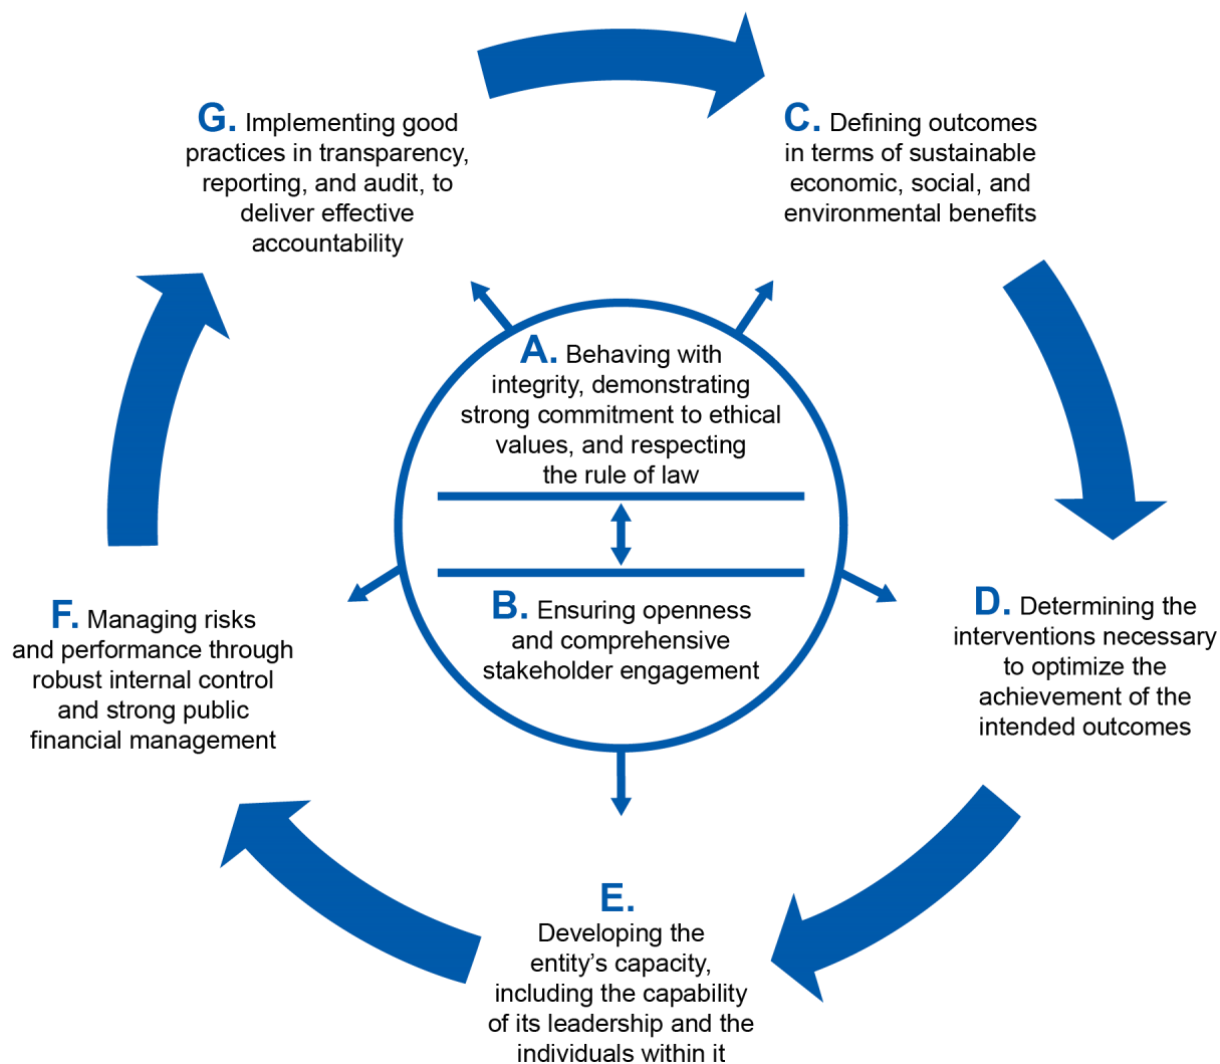 G. Implementing good
practices in transparency,
reporting, and audit, to
deliver effective
accountability
C. Defining outcomes
in terms of sustainable
economic, social, and
environmental benefits
A. Behaving with
integrity, demonstrating
strong commitment to ethical
values, and respecting
the rule of law
B. Ensuring openness
and comprehensive
stakeholder engagement
D. Determining the
interventions necessary
to optimize the
achievement of the
intended outcomes
F. Managing risks
and performance through
robust internal control
and strong public
financial management
E.
Developing the
entity’s capacity,
including the capability
of its leadership and the
individuals within it